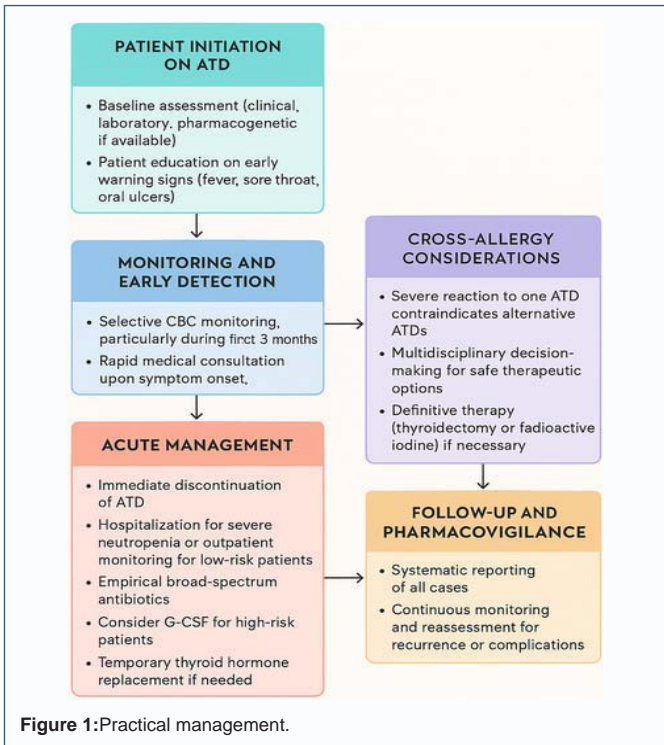 PATIENT INITIATION
ON ATD
• Baseline assessment (clinical,
laboratory. pharmacogenetic
if available)
• Patient education on early
warning signs (fever, sore throat,
oral ulcers)
MONITORING AND
EARLY DETECTION
• Selective CBC monitoring,
particularly during firct 3 months
• Rapid medical consultation
upon symptom onset.
ACUTE MANAGEMENT
• Immediate discontinuation
of ATD
• Hospitalization for severe
neutropenia or outpatient
monitoring for low-risk patients
• Empirical broad-spectrum
antibiotics
• Consider G-CSF for high-risk
patients
• Temporary thyroid hormone
replacement if needed
CROSS-ALLERGY
CONSIDERATIONS
• Severe reaction to one ATD
contraindicates alternative
ATDs
• Multidisciplinary decision-
making for safe therapeutic
options
• Definitive therapy
(thyroidectomy or fadioactive
iodine) if necessary
FOLLOW-UP AND
PHARMACOVIGILANCE
• Systematic reporting
of all cases
• Continuous monitoring
and reassessment for
recurrence or complications
Figure 1:Practical management.